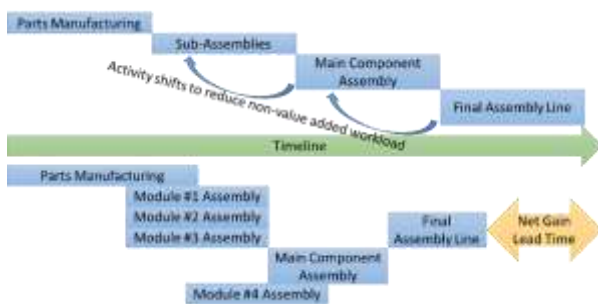 Parts Manufacturing
Sub-Assemblies
Main Component
Assembly
Final Assembly Line
Activity shifts to reduce non-value added workload
Timeline
Parts Manufacturing
Module #1 Assembly
Module #2 Assembly
Module #3 Assembly
Final
Assembly Line
Net Gain
Lead Time
Main Component
Assembly
Module #4 Assembly